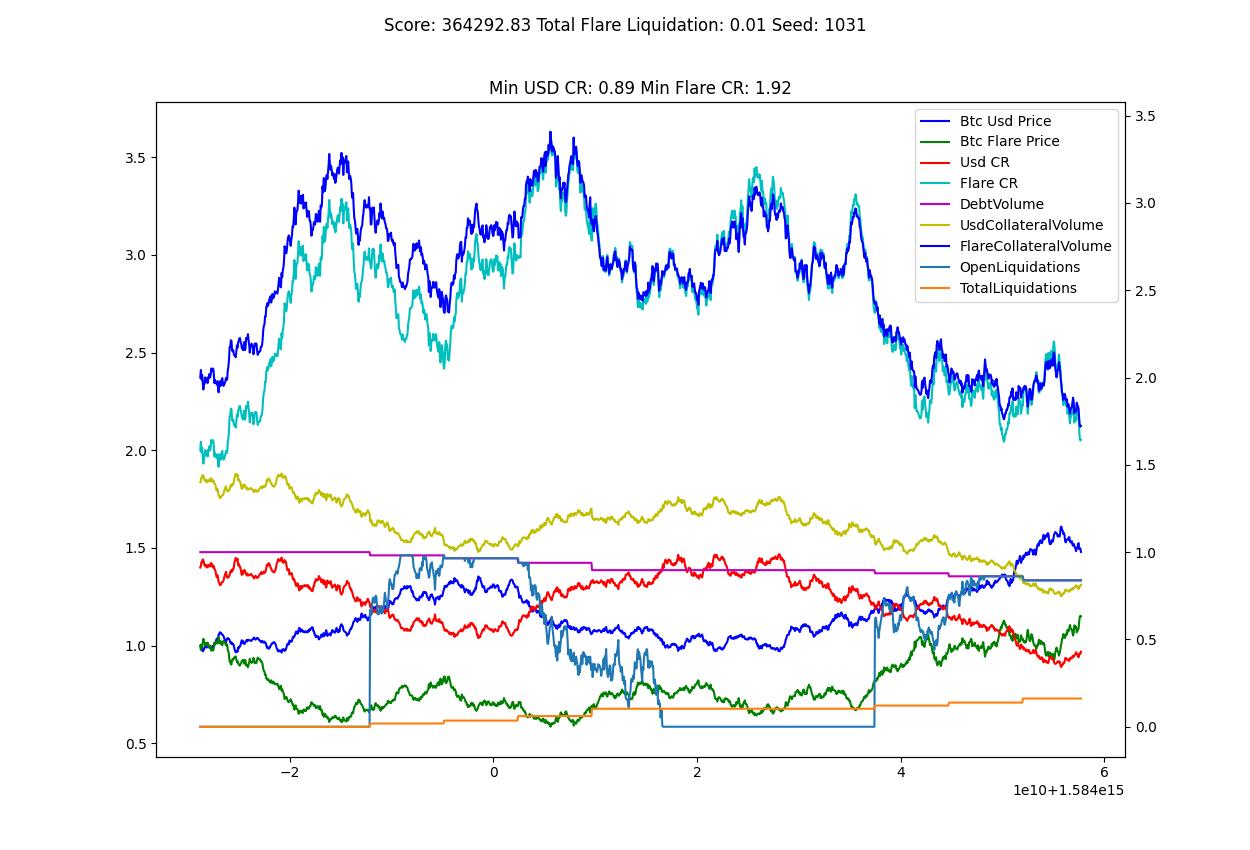 Score: 364292.83 Total Flare Liquidation: 0.01 Seed: 1031
Min USD CR: 0.89 Min Flare CR: 1.92
Btc Usd Price
Btc Flare Price
Usd CR
Flare CR
DebtVolume
UsdCollateralVolume
FlareCollateralVolume
OpenLiquidations
TotalLiquidations
3.5
3.0
2.5
2.0
1.5
1.0
0.5
3.5
3.0
2.5
2.0
1.5
1.0
0.5
0.0
−2
0
2
4
6
1e10+1.584e15